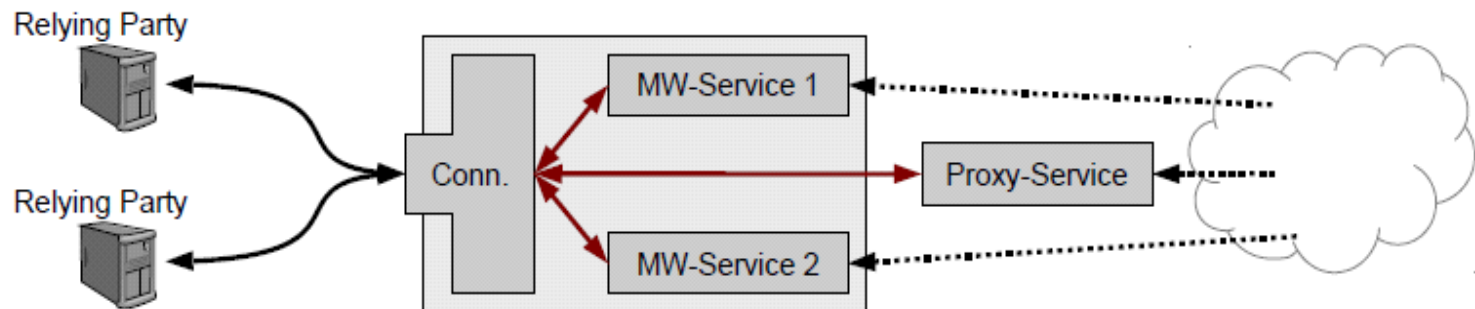 Relying Party
MW-Service 1
Conn.
Proxy-Service
Relying Party
MW-Service 2